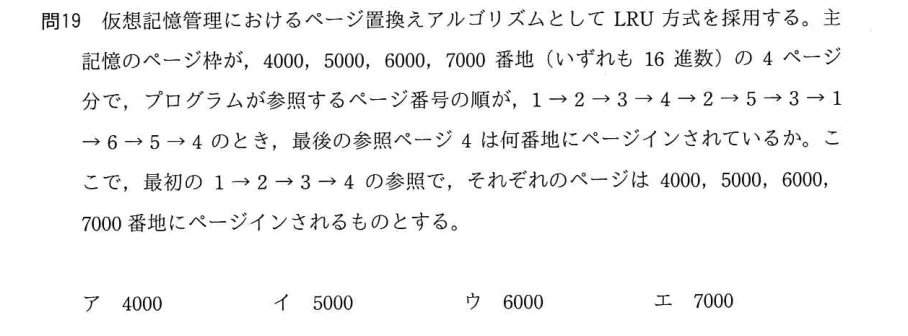 問19 仮想記憶管理におけるページ置換えアルゴリズムとして LRU 方式を採用する。主
記憶のページ枠が，4000，5000，6000，7000 番地（いずれも 16 進数）の 4 ページ
分で，プログラムが参照するページ番号の順が，1→2→3→4→2→5→3→1
→6→5→4 のとき，最後の参照ページ 4 は何番地にページインされているか。こ
こで，最初の 1→2→3→4 の参照で，それぞれのページは 4000，5000，6000，
7000 番地にページインされるものとする。
ア 4000 イ 5000 ウ 6000 エ 7000